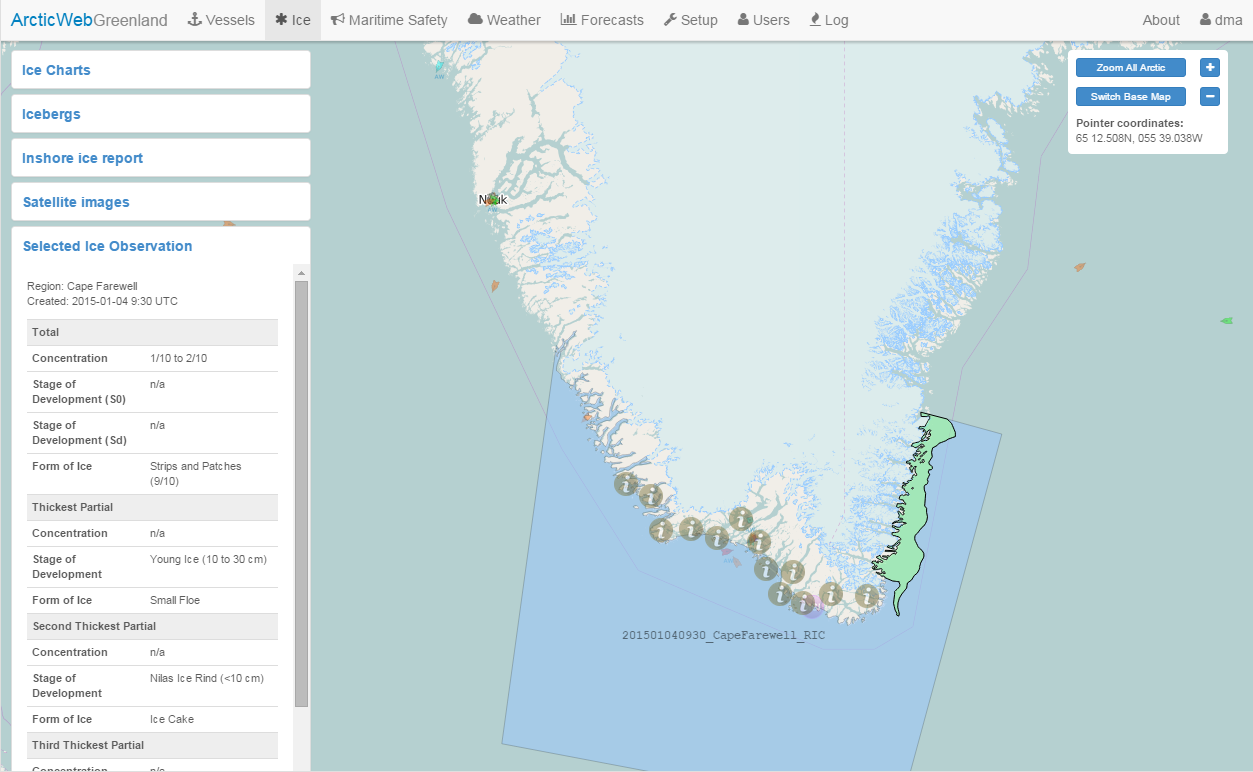 ArcticWebGreenland Vessels Ice Maritime Safety Weather Forecasts Setup Users Log About dma
Ice Charts
Icebergs
Inshore ice report
Satellite images
Selected Ice Observation
Region: Cape Farewell
Created: 2015-01-04 9:30 UTC
Total
Concentration 1/10 to 2/10
Stage of n/a
Development (S0)
Stage of n/a
Development (Sd)
Form of Ice Strips and Patches
(9/10)
Thickest Partial
Concentration n/a
Stage of Young Ice (10 to 30 cm)
Development
Form of Ice Small Floe
Second Thickest Partial
Concentration n/a
Stage of Nilas Ice Rind (<10 cm)
Development
Form of Ice Ice Cake
Third Thickest Partial
Concentration n/a
AW
Nuuk
AW
AW
201501040930_CapeFarewell_RIC
Zoom All Arctic +
Switch Base Map −
Pointer coordinates:
65 12.508N, 055 39.038W